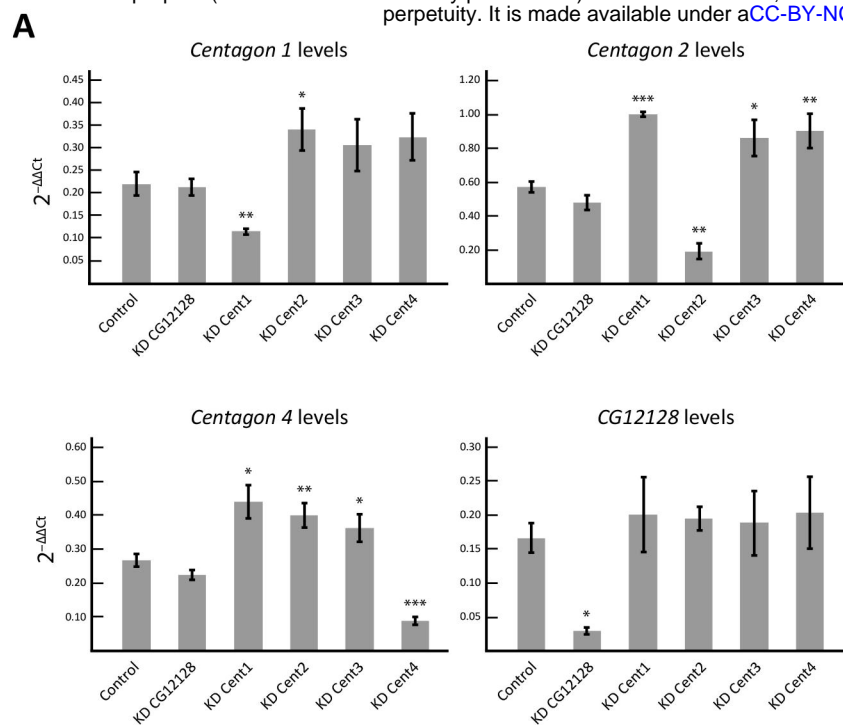 perpetuity. It is made available under aCC-BY-NC
A
Centagon 1 levels
2^−ΔΔCt
0.45
0.40
0.35
0.30
0.25
0.20
0.15
0.10
0.05
*
**
Control
KD CG12128
KD Cent1
KD Cent2
KD Cent3
KD Cent4
Centagon 2 levels
1.20
1.00
0.80
0.60
0.40
0.20
***
*
**
**
Control
KD CG12128
KD Cent1
KD Cent2
KD Cent3
KD Cent4
Centagon 4 levels
2^−ΔΔCt
0.60
0.50
0.40
0.30
0.20
0.10
*
**
*
***
Control
KD CG12128
KD Cent1
KD Cent2
KD Cent3
KD Cent4
CG12128 levels
0.30
0.25
0.20
0.15
0.10
0.05
*
Control
KD CG12128
KD Cent1
KD Cent2
KD Cent3
KD Cent4